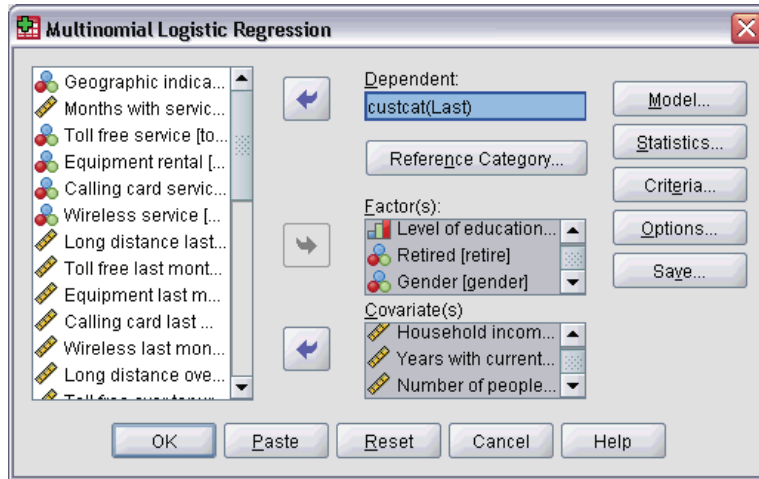 Multinomial Logistic Regression
Geographic indica...
Months with servic...
Toll free service [to...
Equipment rental [...
Calling card servic...
Wireless service [...
Long distance last...
Toll free last mont...
Equipment last m...
Calling card last ...
Wireless last mon...
Long distance ove...
Dependent:
custcat(Last)
Reference Category...
Factor(s):
Level of education...
Retired [retire]
Gender [gender]
Covariate(s)
Household incom...
Years with current...
Number of people...
Model...
Statistics...
Criteria...
Options...
Save...
OK
Paste
Reset
Cancel
Help